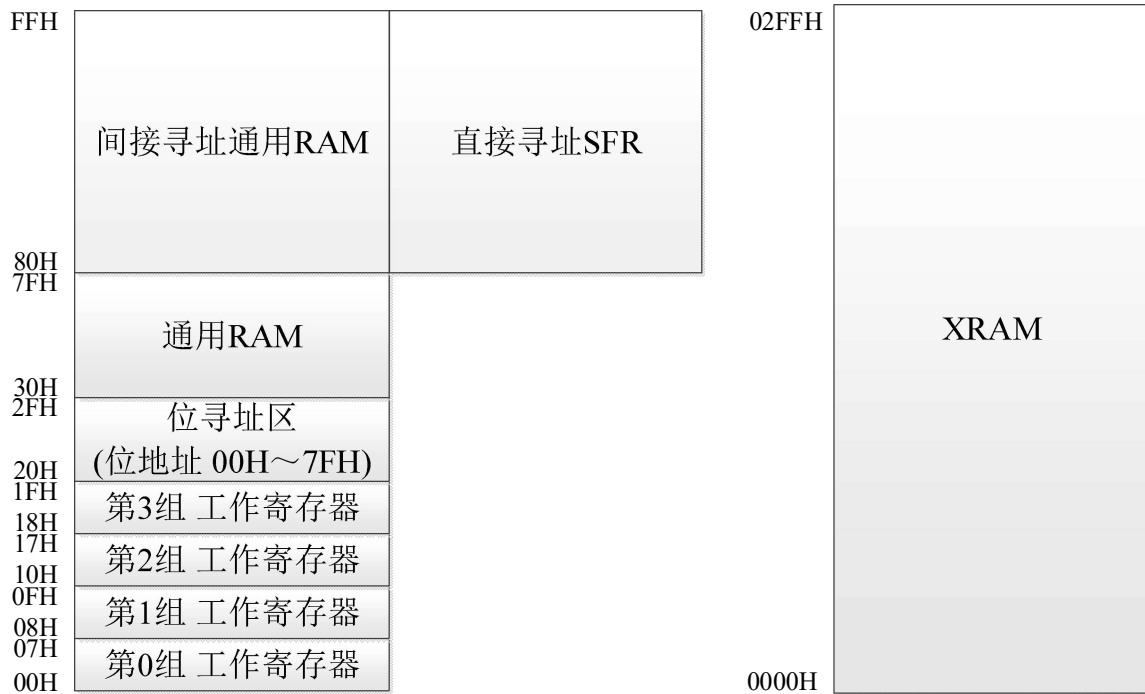 FFH
02FFH
间接寻址通用RAM
直接寻址SFR
80H
7FH
通用RAM
XRAM
30H
2FH
位寻址区
(位地址 00H～7FH)
20H
1FH
第3组 工作寄存器
18H
17H
第2组 工作寄存器
10H
0FH
第1组 工作寄存器
08H
07H
第0组 工作寄存器
00H
0000H